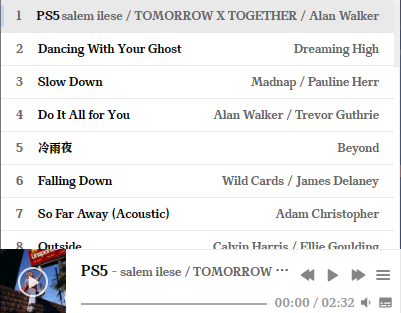 1 PS5 salem ilese / TOMORROW X TOGETHER / Alan Walker
2 Dancing With Your Ghost Dreaming High
3 Slow Down Madnap / Pauline Herr
4 Do It All for You Alan Walker / Trevor Guthrie
5 冷雨夜 Beyond
6 Falling Down Wild Cards / James Delaney
7 So Far Away (Acoustic) Adam Christopher
8 Outside Calvin Harris / Ellie Goulding
PS5 - salem ilese / TOMORROW ···
00:00 / 02:32